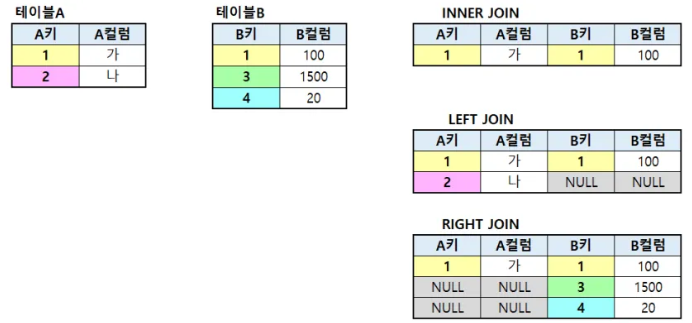 테이블A
A키 A컬럼
1 가
2 나
테이블B
B키 B컬럼
1 100
3 1500
4 20
INNER JOIN
A키 A컬럼 B키 B컬럼
1 가 1 100
LEFT JOIN
A키 A컬럼 B키 B컬럼
1 가 1 100
2 나 NULL NULL
RIGHT JOIN
A키 A컬럼 B키 B컬럼
1 가 1 100
NULL NULL 3 1500
NULL NULL 4 20